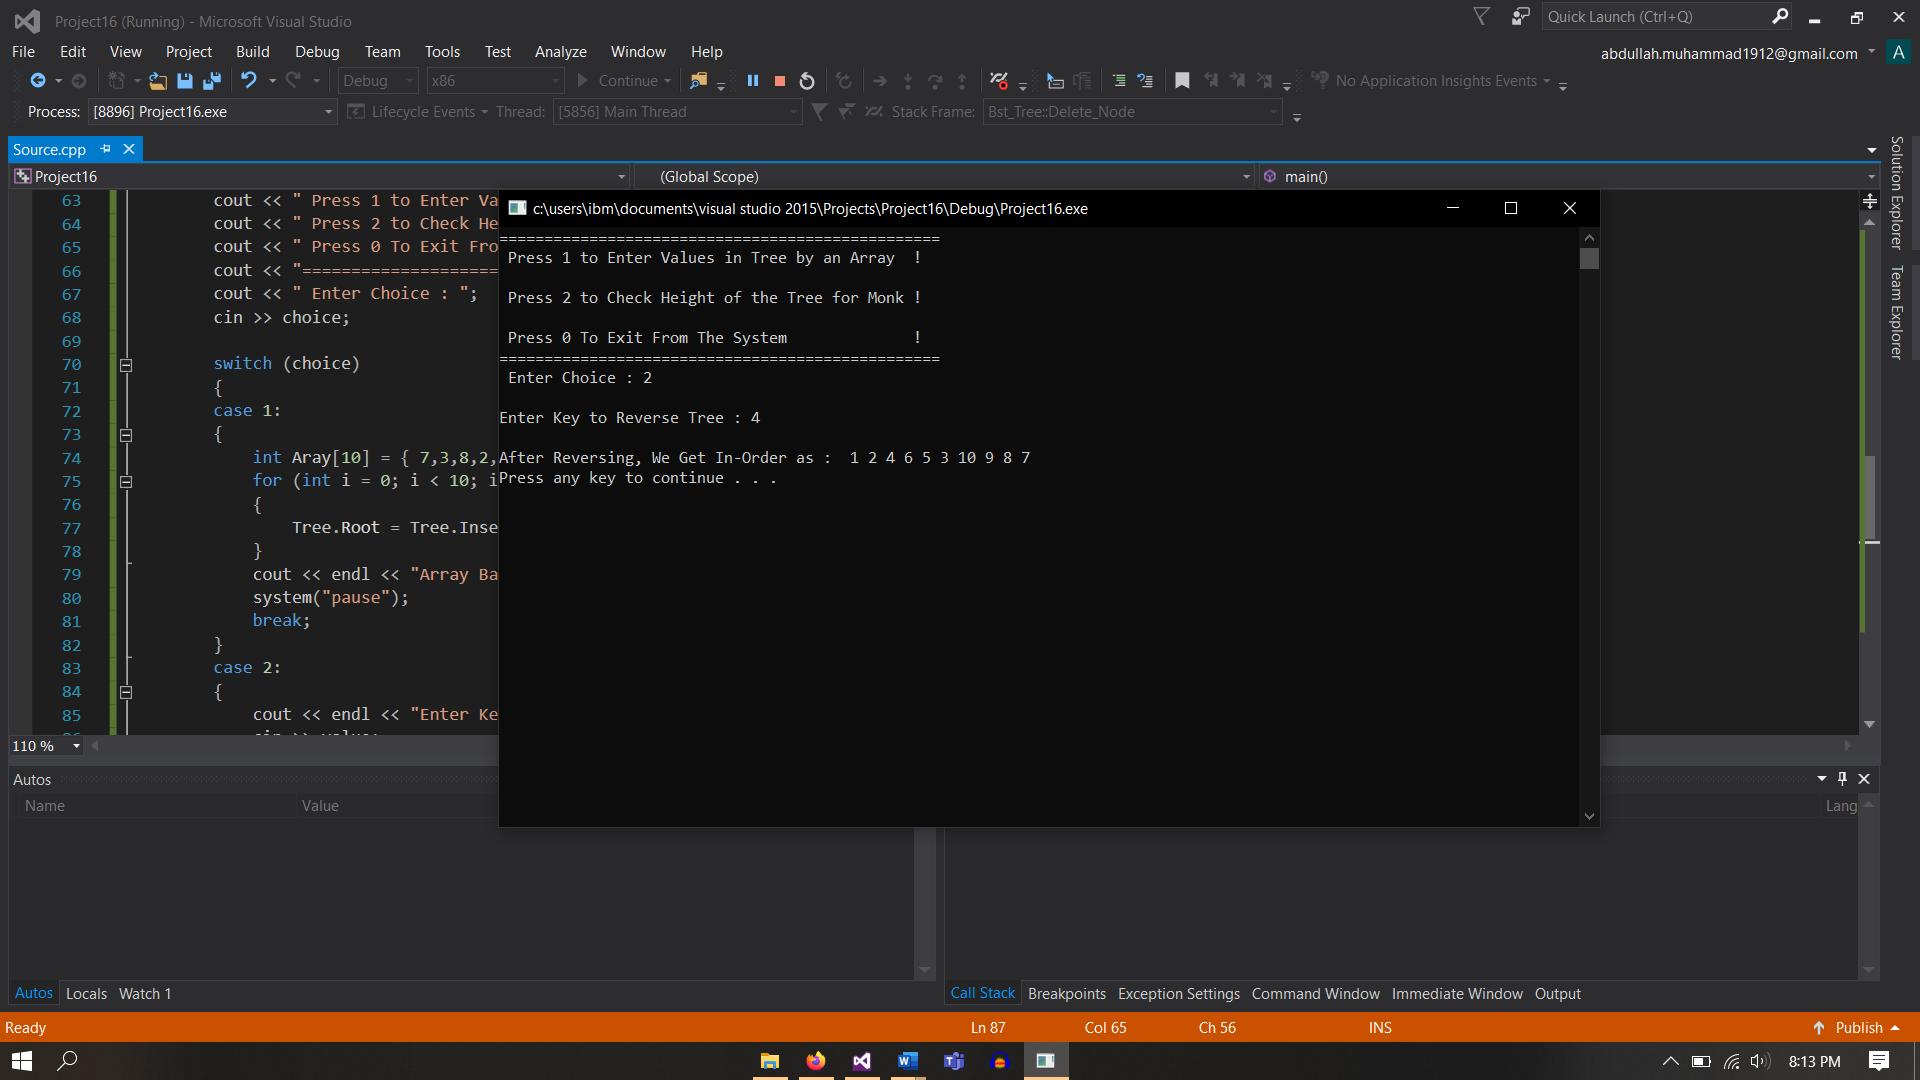 Project16 (Running) - Microsoft Visual Studio
Quick Launch (Ctrl+Q)
File Edit View Project Build Debug Team Tools Test Analyze Window Help
abdullah.muhammad1912@gmail.com A
Debug x86 Continue No Application Insights Events
Process: [8896] Project16.exe Lifecycle Events Thread: [5856] Main Thread Stack Frame: Bst_Tree::Delete_Node
Source.cpp
Project16 (Global Scope) main()
Solution Explorer
Team Explorer
63 cout << " Press 1 to Enter Va
64 cout << " Press 2 to Check He
65 cout << " Press 0 To Exit Fro
66 cout << "====================
67 cout << " Enter Choice : ";
68 cin >> choice;
69
70 switch (choice)
71 {
72 case 1:
73 {
74 int Aray[10] = { 7,3,8,2,
75 for (int i = 0; i < 10; i
76 {
77 Tree.Root = Tree.Inse
78 }
79 cout << endl << "Array Ba
80 system("pause");
81 break;
82 }
83 case 2:
84 {
85 cout << endl << "Enter Ke
c:\users\ibm\documents\visual studio 2015\Projects\Project16\Debug\Project16.exe
=================================================
Press 1 to Enter Values in Tree by an Array !
Press 2 to Check Height of the Tree for Monk !
Press 0 To Exit From The System !
=================================================
Enter Choice : 2
Enter Key to Reverse Tree : 4
After Reversing, We Get In-Order as : 1 2 4 6 5 3 10 9 8 7
Press any key to continue . . .
110 %
Autos
Name Value
Lang
Autos Locals Watch 1
Call Stack Breakpoints Exception Settings Command Window Immediate Window Output
Ready Ln 87 Col 65 Ch 56 INS Publish
8:13 PM